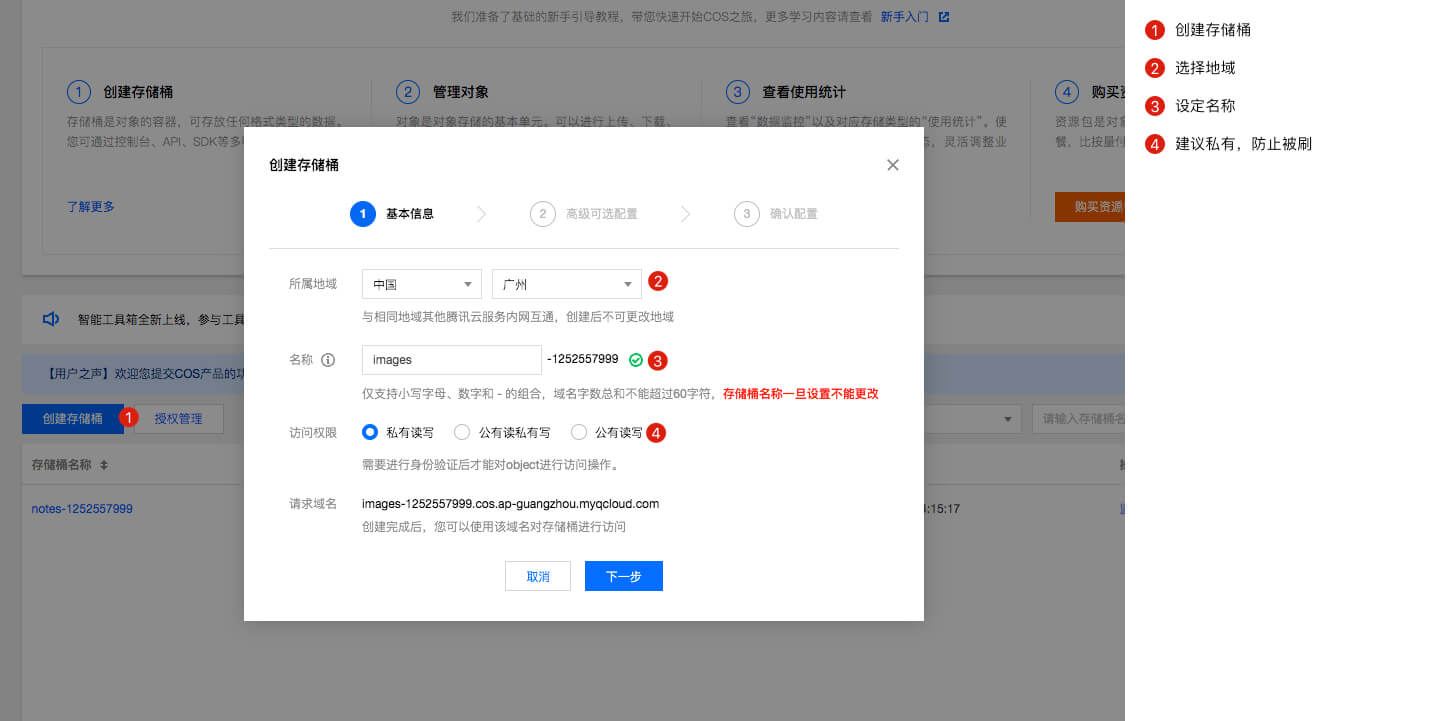 我们准备了基础的新手引导教程，带您快速开始COS之旅，更多学习内容请查看 新手入门
1 创建存储桶
存储桶是对象的容器，可存放任何格式类型的数据。
您可通过控制台、API、SDK等多
了解更多
2 管理对象
对象是对象存储的基本单元。可以进行上传、下载、
3 查看使用统计
查看“数据监控”以及对应存储类型的“使用统计”。便
灵活调整业
4 购买
资源包是对
餐，比按量
购买资源
智能工具箱全新上线，参与工具
【用户之声】欢迎您提交COS产品的
创建存储桶 1 授权管理
请输入存储桶
存储桶名称
notes-1252557999
:15:17
创建存储桶
1 基本信息
2 高级可选配置
3 确认配置
所属地域 中国 广州 2
与相同地域其他腾讯云服务内网互通，创建后不可更改地域
名称 images -1252557999 3
仅支持小写字母、数字和 - 的组合，域名字数总和不能超过60字符，存储桶名称一旦设置不能更改
访问权限 私有读写 公有读私有写 公有读写 4
需要进行身份验证后才能对object进行访问操作。
请求域名 images-1252557999.cos.ap-guangzhou.myqcloud.com
创建完成后，您可以使用该域名对存储桶进行访问
取消 下一步
1 创建存储桶
2 选择地域
3 设定名称
4 建议私有，防止被刷